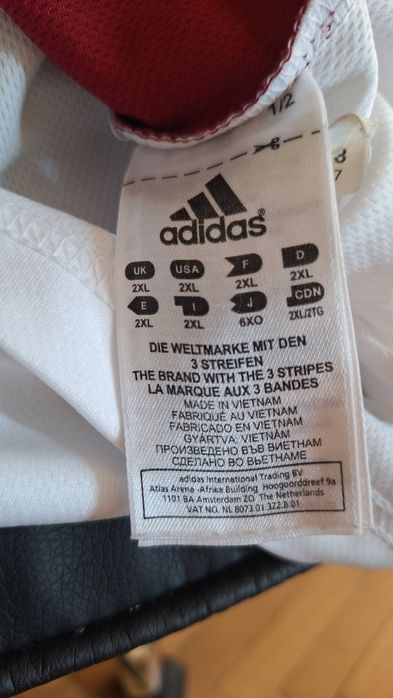 1/2
adidas®
UK USA F D
2XL 2XL 2XL 2XL
E I J CDN
2XL 2XL 6XO 2XL/2TG
DIE WELTMARKE MIT DEN
3 STREIFEN
THE BRAND WITH THE 3 STRIPES
LA MARQUE AUX 3 BANDES
MADE IN VIETNAM
FABRIQUÉ AU VIETNAM
FABRICADO EN VIETNAM
GYÁRTVA: VIETNÁM
ПРОИЗВЕДЕНО ВЪВ ВИЕТНАМ
СДЕЛАНО ВО ВЬЕТНАМЕ
adidas International Trading BV
Atlas Arena -Afrika Building Hoogoorddreef 9a
1101 BA Amsterdam ZO The Netherlands
VAT NO. NL 8073.01.322.B.01